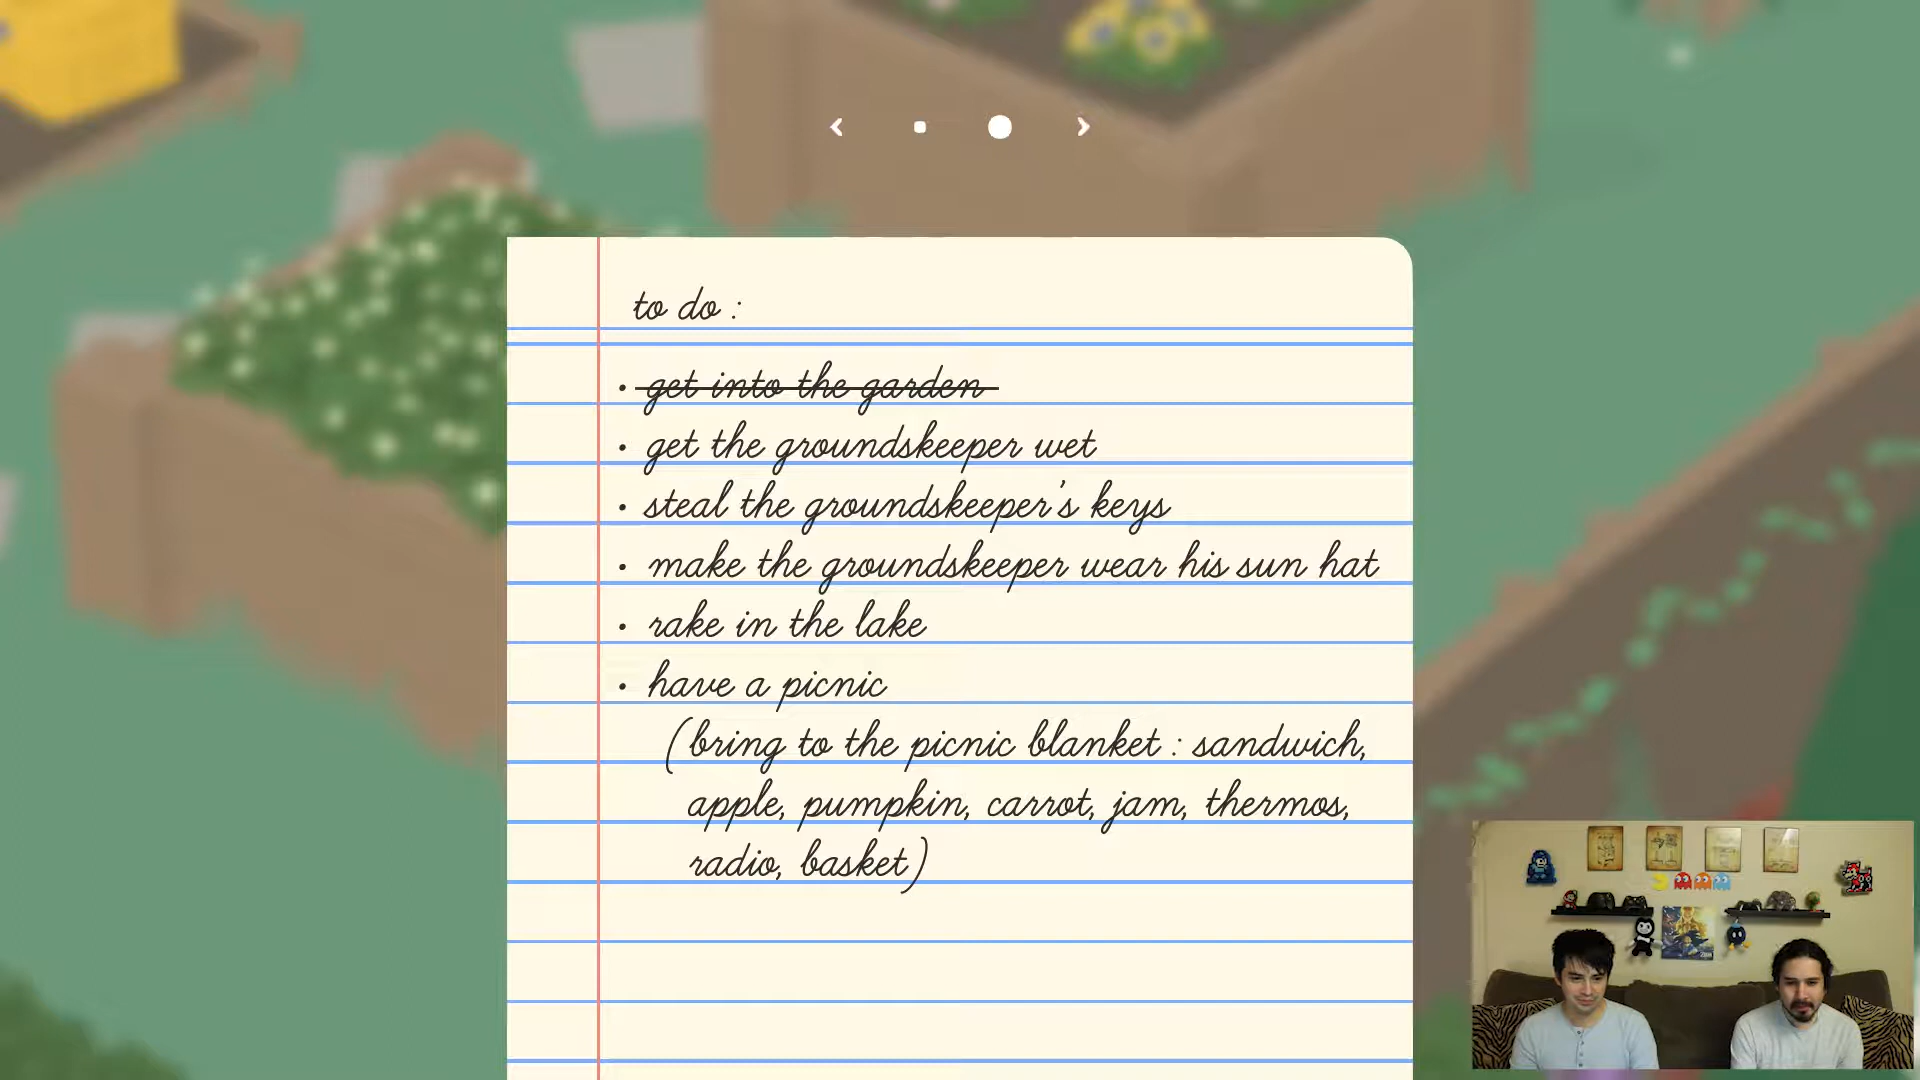 to do :
• get into the garden
• get the groundskeeper wet
• steal the groundskeeper's keys
• make the groundskeeper wear his sun hat
• rake in the lake
• have a picnic
(bring to the picnic blanket : sandwich,
apple, pumpkin, carrot, jam, thermos,
radio, basket)